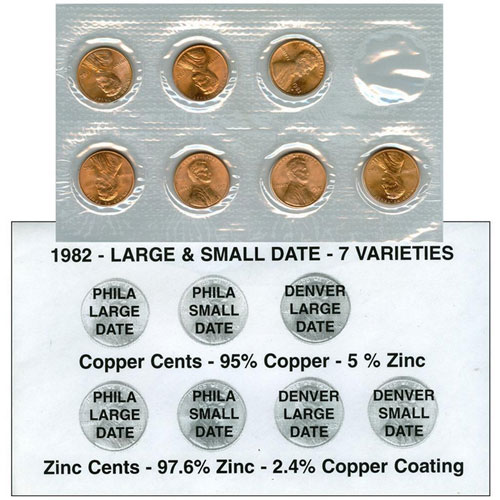 1982 - LARGE & SMALL DATE - 7 VARIETIES
PHILA LARGE DATE
PHILA SMALL DATE
DENVER LARGE DATE
Copper Cents - 95% Copper - 5 % Zinc
PHILA LARGE DATE
PHILA SMALL DATE
DENVER LARGE DATE
DENVER SMALL DATE
Zinc Cents - 97.6% Zinc - 2.4% Copper Coating